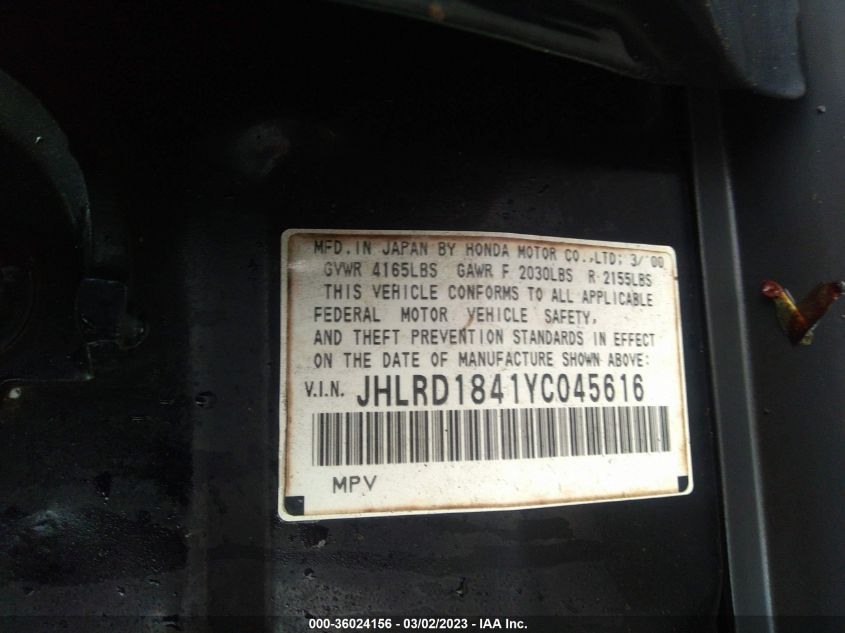 MFD. IN JAPAN BY HONDA MOTOR CO.,LTD; 3/'00
GVWR 4165LBS GAWR F 2030LBS R 2155LBS
THIS VEHICLE CONFORMS TO ALL APPLICABLE
FEDERAL MOTOR VEHICLE SAFETY,
AND THEFT PREVENTION STANDARDS IN EFFECT
ON THE DATE OF MANUFACTURE SHOWN ABOVE:
V.I.N. JHLRD1841YC045616
MPV
000-36024156 - 03/02/2023 - IAA Inc.